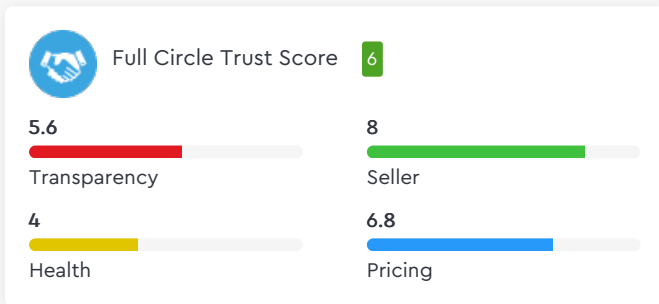 Full Circle Trust Score 6
5.6 8
Transparency Seller
4 6.8
Health Pricing